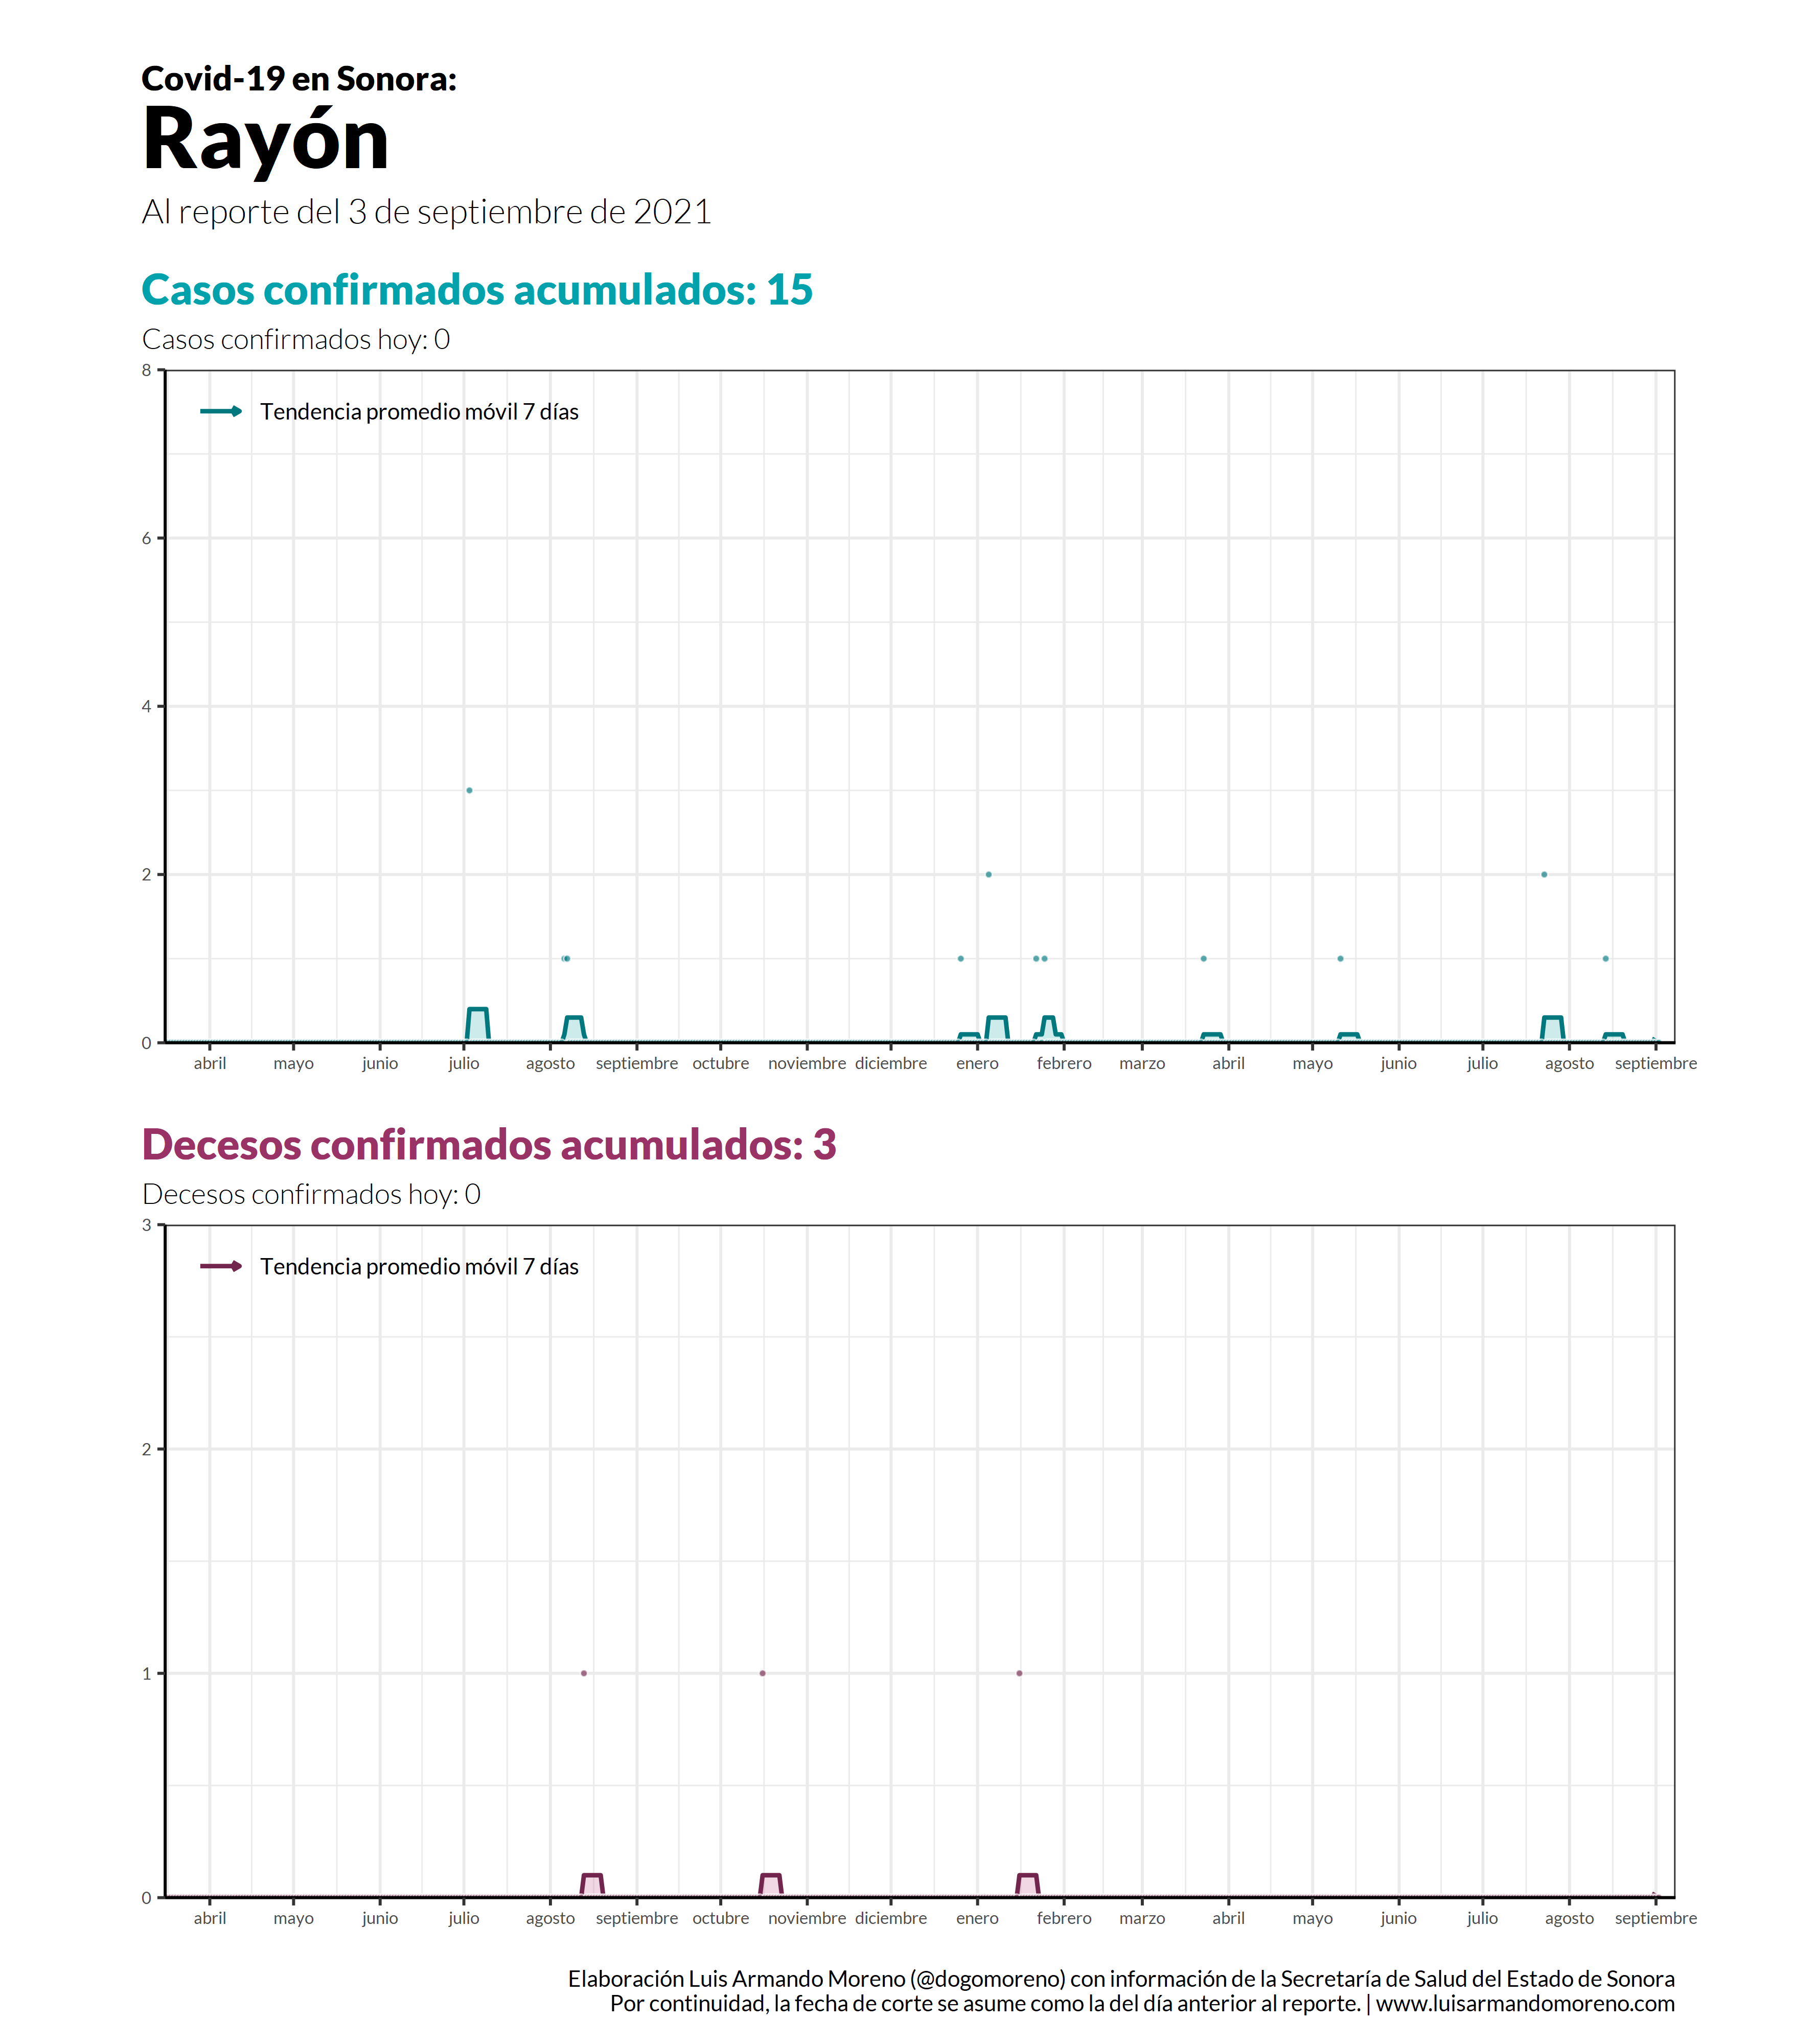 Covid-19 en Sonora:
Rayón
Al reporte del 3 de septiembre de 2021
Casos confirmados acumulados: 15
Casos confirmados hoy: 0
8
Tendencia promedio móvil 7 días
6
4
2
0
abril mayo junio julio agosto septiembre octubre noviembre diciembre enero febrero marzo abril mayo junio julio agosto septiembre
Decesos confirmados acumulados: 3
Decesos confirmados hoy: 0
3
Tendencia promedio móvil 7 días
2
1
0
abril mayo junio julio agosto septiembre octubre noviembre diciembre enero febrero marzo abril mayo junio julio agosto septiembre
Elaboración Luis Armando Moreno (@dogomoreno) con información de la Secretaría de Salud del Estado de Sonora
Por continuidad, la fecha de corte se asume como la del día anterior al reporte. | www.luisarmandomoreno.com